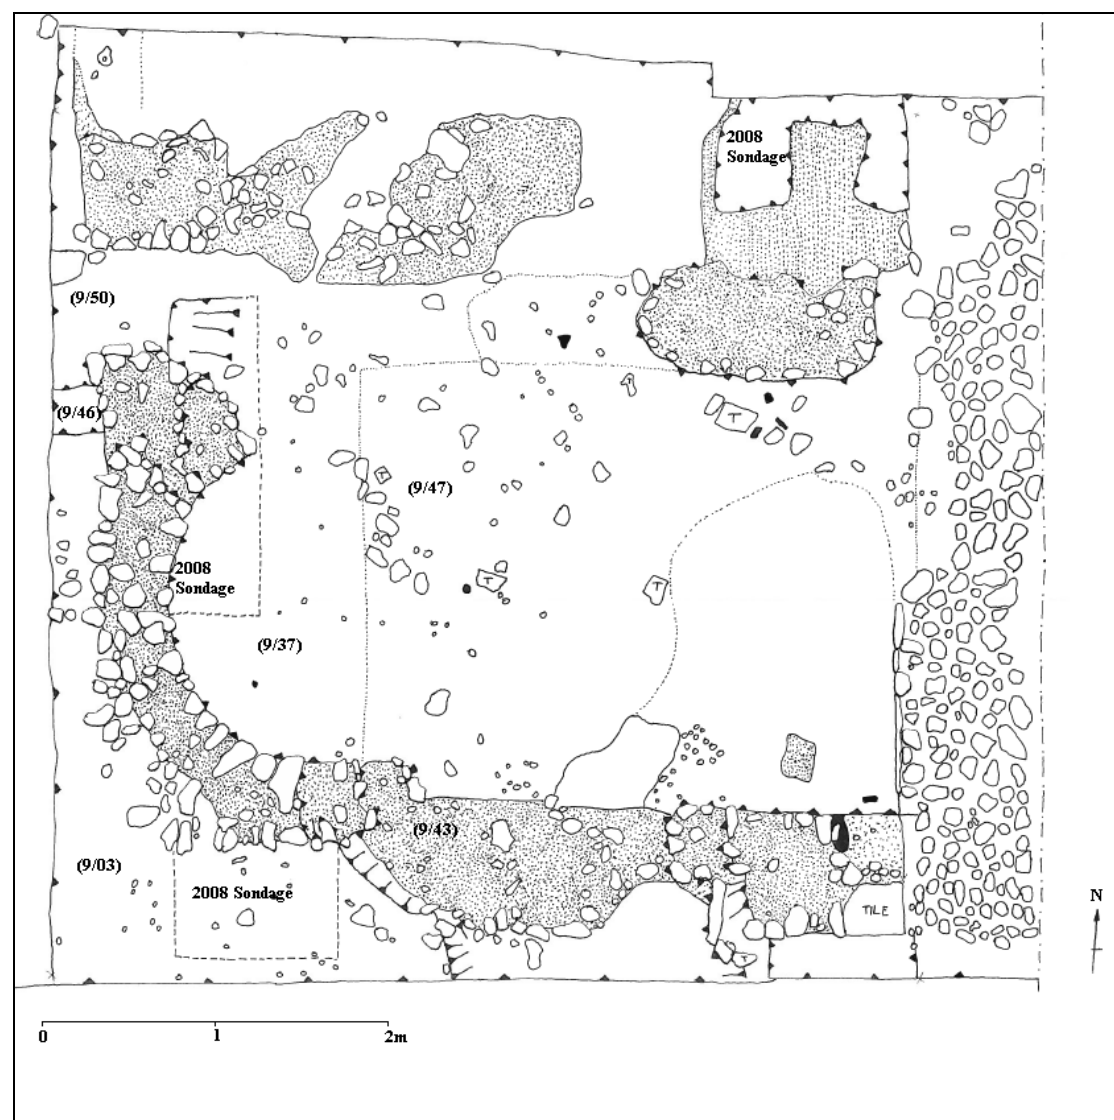 2008
Sondage
(9/50)
(9/46)
T
(9/47)
2008
Sondage
T
T
(9/37)
(9/43)
(9/03)
2008 Sondage
TILE
T
N
0 1 2m